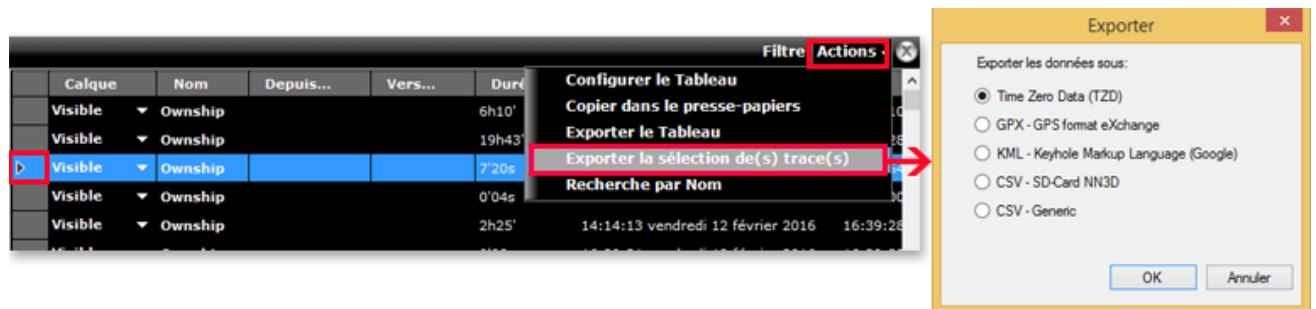 Filtre Actions
Calque Nom Depuis... Vers... Duré
Visible Ownship 6h10'
Visible Ownship 19h43'
Visible Ownship 7'20s
Visible Ownship 0'04s
Visible Ownship 2h25' 14:14:13 vendredi 12 février 2016 16:39:28
Configurer le Tableau
Copier dans le presse-papiers
Exporter le Tableau
Exporter la sélection de(s) trace(s)
Recherche par Nom
Exporter
Exporter les données sous:
Time Zero Data (TZD)
GPX - GPS format eXchange
KML - Keyhole Markup Language (Google)
CSV - SD-Card NN3D
CSV - Generic
OK Annuler